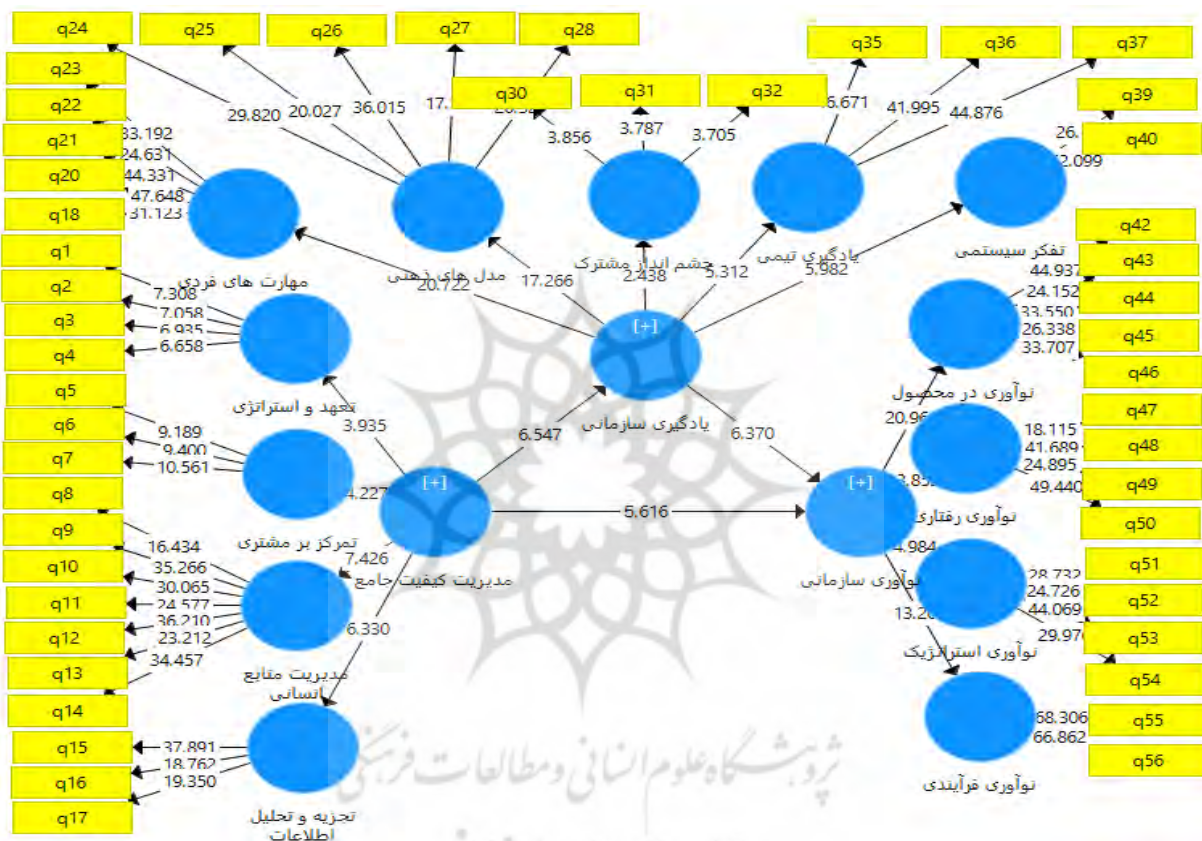 q24
q25
q26
q27
q28
q35
q36
q37
q23
q30
q31
q32
q39
q22
q21
q40
q20
q18
29.820
20.027
36.015
3.856
3.787
3.705
41.995
44.876
33.192
24.631
44.331
47.648
31.123
مهارت های فردی
مدل های ذهنی
چشم انداز مشترک
یادگیری تیمی
تفکر سیستمی
20.722
17.266
2.438
5.312
5.982
q1
q2
q3
q4
7.308
7.058
6.935
6.658
تعهد و استراتژی
3.935
[+]
یادگیری سازمانی
6.547
6.370
q42
q43
q44
q45
q46
44.937
24.152
33.550
26.338
33.707
نوآوری در محصول
q5
q6
q7
9.189
9.400
10.561
تمرکز بر مشتری
4.227
[+]
مدیریت کیفیت جامع
5.616
[+]
نوآوری سازمانی
q47
q48
q49
q50
18.115
41.689
24.895
49.440
نوآوری رفتاری
q8
q9
q10
q11
q12
q13
q14
16.434
35.266
30.065
24.577
36.210
23.212
34.457
مدیریت منابع
انسانی
7.426
6.330
q51
q52
q53
q54
28.732
24.726
44.069
نوآوری استراتژیک
q15
q16
q17
37.891
18.762
19.350
تجزیه و تحلیل
اطلاعات
q55
q56
68.306
66.862
نوآوری فرآیندی
پژوهشگاه علوم انسانی و مطالعات فرهنگی